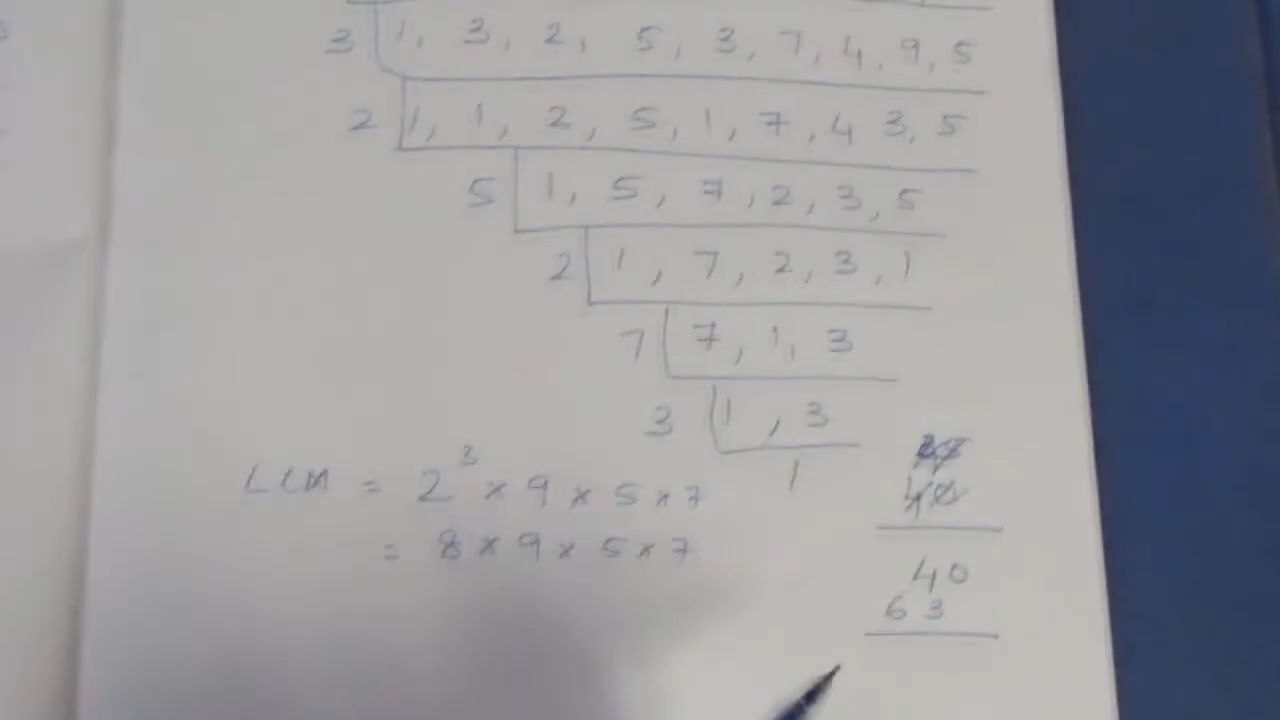 3 1, 3, 2, 5, 3, 7, 4, 9, 5
2 1, 1, 2, 5, 1, 7, 4 3, 5
5 1, 5, 7, 2, 3, 5
2 1, 7, 2, 3, 1
7 7, 1, 3
3 1, 3
1
LCM = 2³ × 9 × 5 × 7
= 8 × 9 × 5 × 7
40
63